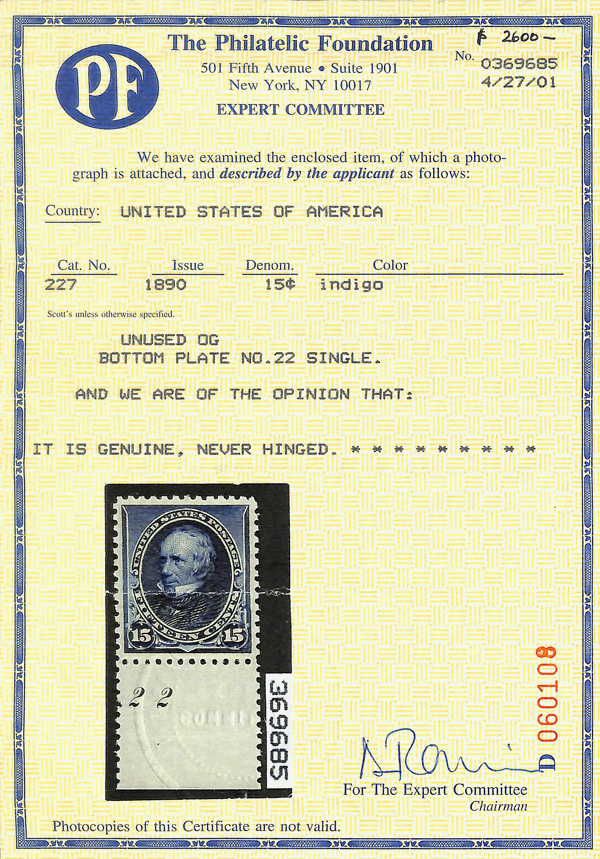 PF
The Philatelic Foundation
$ 2600 –
501 Fifth Avenue • Suite 1901
New York, NY 10017
No. 0369685
4/27/01
EXPERT COMMITTEE
We have examined the enclosed item, of which a photo-
graph is attached, and described by the applicant as follows:
Country: UNITED STATES OF AMERICA
Cat. No. Issue Denom. Color
227 1890 15¢ indigo
Scott's unless otherwise specified.
UNUSED OG
BOTTOM PLATE NO.22 SINGLE.
AND WE ARE OF THE OPINION THAT:
IT IS GENUINE, NEVER HINGED. * * * * * * * * *
UNITED STATES POSTAGE
FIFTEEN CENTS
15 15
22
369685
D 060108
For The Expert Committee
Chairman
Photocopies of this Certificate are not valid.